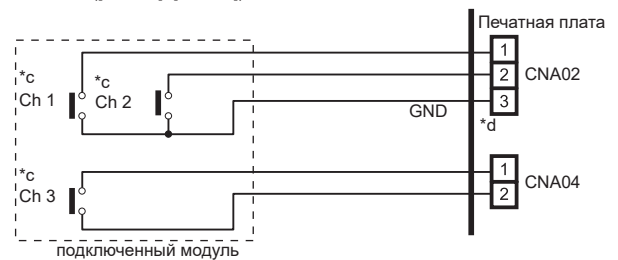 Печатная плата
1
*c
*c
2
CNA02
Ch 1
Ch 2
3
GND
*d
*c
1
CNA04
Ch 3
2
подключенный модуль